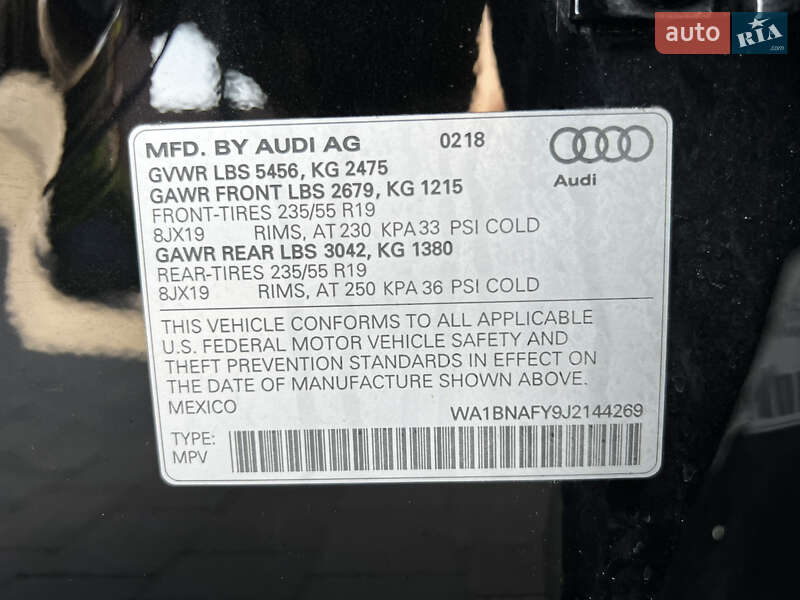 auto RIA.com
MFD. BY AUDI AG 0218
GVWR LBS 5456, KG 2475
GAWR FRONT LBS 2679, KG 1215
Audi
FRONT-TIRES 235/55 R19
8JX19 RIMS, AT 230 KPA 33 PSI COLD
GAWR REAR LBS 3042, KG 1380
REAR-TIRES 235/55 R19
8JX19 RIMS, AT 250 KPA 36 PSI COLD
THIS VEHICLE CONFORMS TO ALL APPLICABLE
U.S. FEDERAL MOTOR VEHICLE SAFETY AND
THEFT PREVENTION STANDARDS IN EFFECT ON
THE DATE OF MANUFACTURE SHOWN ABOVE.
MEXICO WA1BNAFY9J2144269
TYPE:
MPV